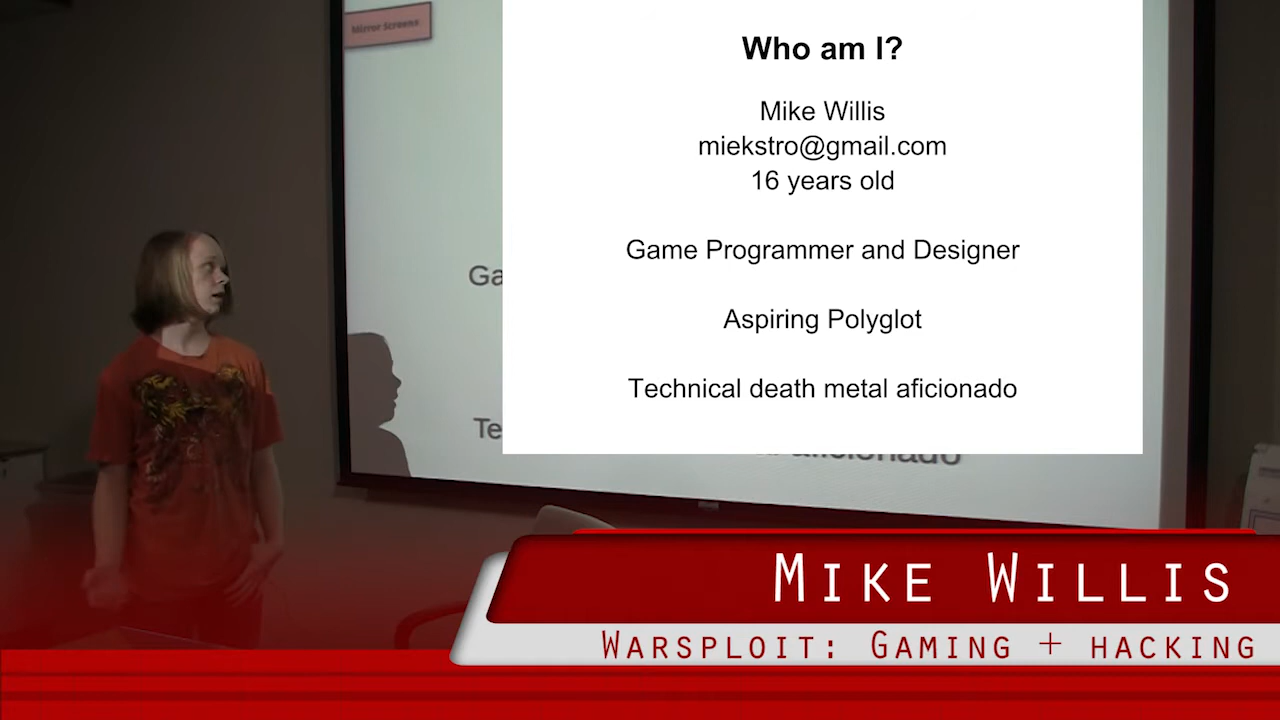 Mirror Screens
Who am I?
Mike Willis
miekstro@gmail.com
16 years old
Game Programmer and Designer
Ga
Aspiring Polyglot
Technical death metal aficionado
Te
aficionado
Mike Willis
Warsploit: Gaming + hacking